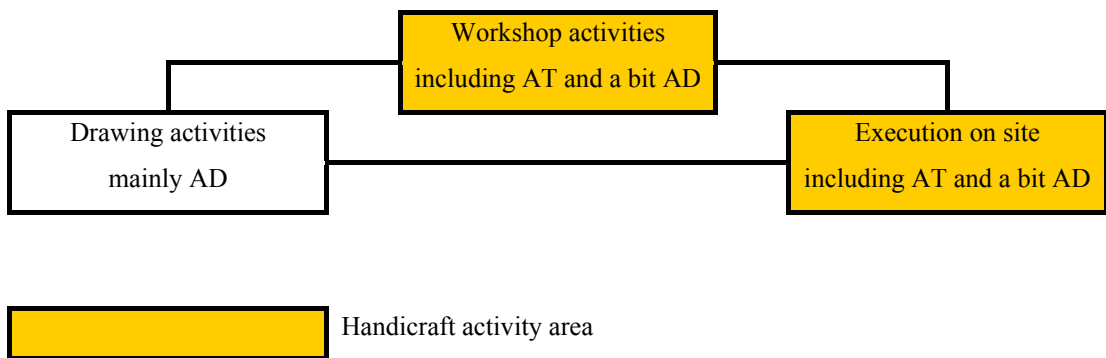 Workshop activities
including AT and a bit AD
Drawing activities
mainly AD
Execution on site
including AT and a bit AD
Handicraft activity area